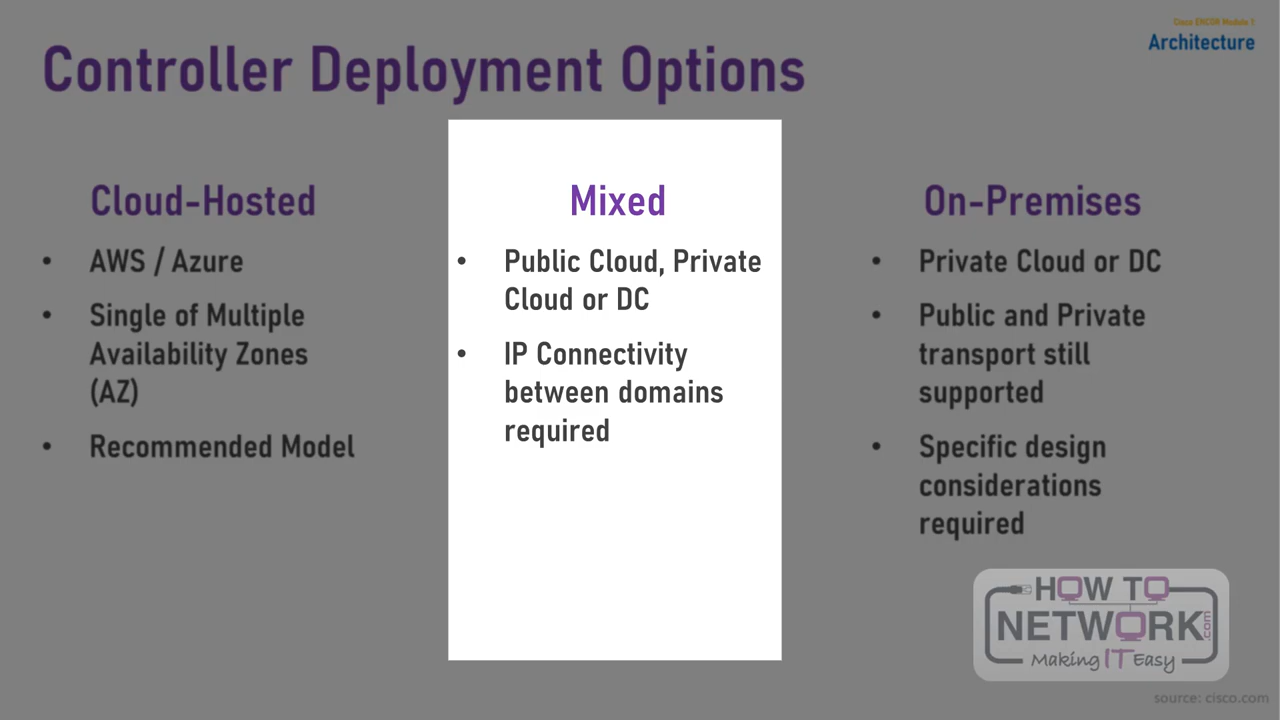 Cisco ENCOR Module 1
Architecture
Controller Deployment Options
Cloud-Hosted
• AWS / Azure
• Single of Multiple
Availability Zones
(AZ)
• Recommended Model
Mixed
• Public Cloud, Private
Cloud or DC
• IP Connectivity
between domains
required
On-Premises
• Private Cloud or DC
• Public and Private
transport still
supported
• Specific design
considerations
required
HOW TO
NETWORK.com
Making IT Easy
source: cisco.com